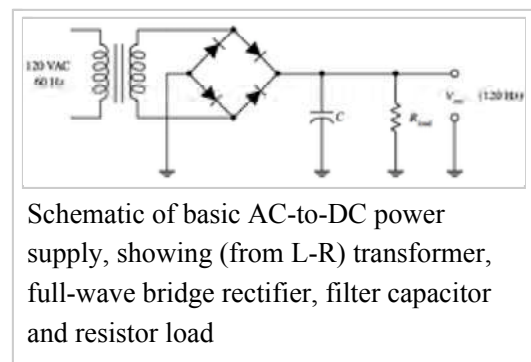 120 VAC
60 Hz
C
R load
V (120 Hz)
Schematic of basic AC-to-DC power
supply, showing (from L-R) transformer,
full-wave bridge rectifier, filter capacitor
and resistor load